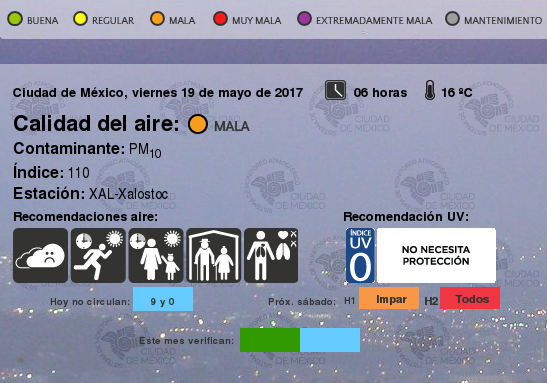 BUENA REGULAR MALA MUY MALA EXTREMADAMENTE MALA MANTENIMIENTO
Ciudad de México, viernes 19 de mayo de 2017 06 horas 16 ºC
Calidad del aire: MALA
Contaminante: PM10
Índice: 110
Estación: XAL-Xalostoc
Recomendaciones aire: Recomendación UV:
ÍNDICE UV 0
NO NECESITA
PROTECCIÓN
Hoy no circulan: 9 y 0 Próx. sábado: H1 Impar H2 Todos
Este mes verifican: